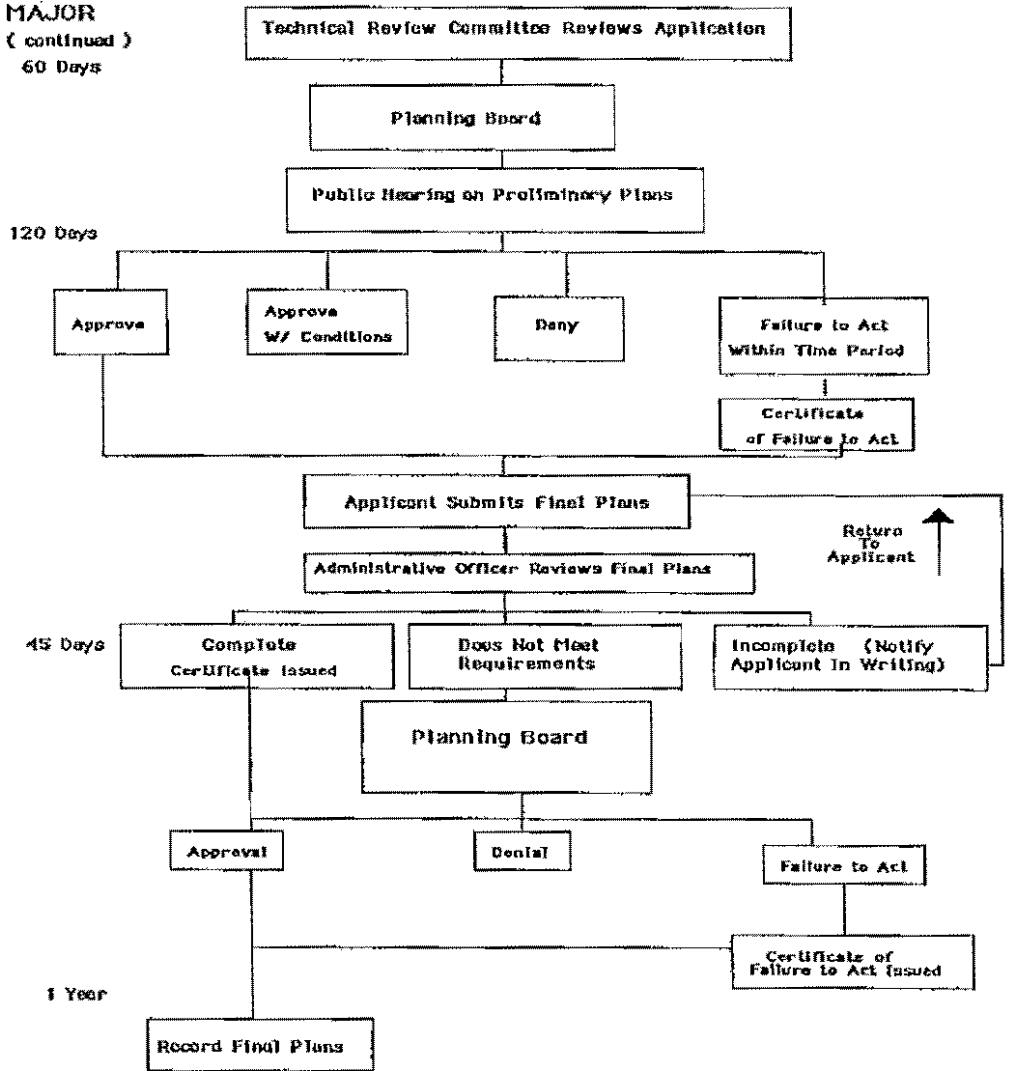 MAJOR
( continued )
60 Days
Technical Review Committee Reviews Application
Planning Board
Public Hearing on Preliminary Plans
120 Days
Approve
Approve
W/ Conditions
Deny
Failure to Act
Within Time Period
Certificate
of Failure to Act
Applicant Submits Final Plans
Return
To
Applicant
Administrative Officer Reviews Final Plans
45 Days
Complete
Certificate Issued
Does Not Meet
Requirements
Incomplete (Notify
Applicant In Writing)
Planning Board
Approval
Denial
Failure to Act
Certificate of
Failure to Act Issued
1 Year
Record Final Plans